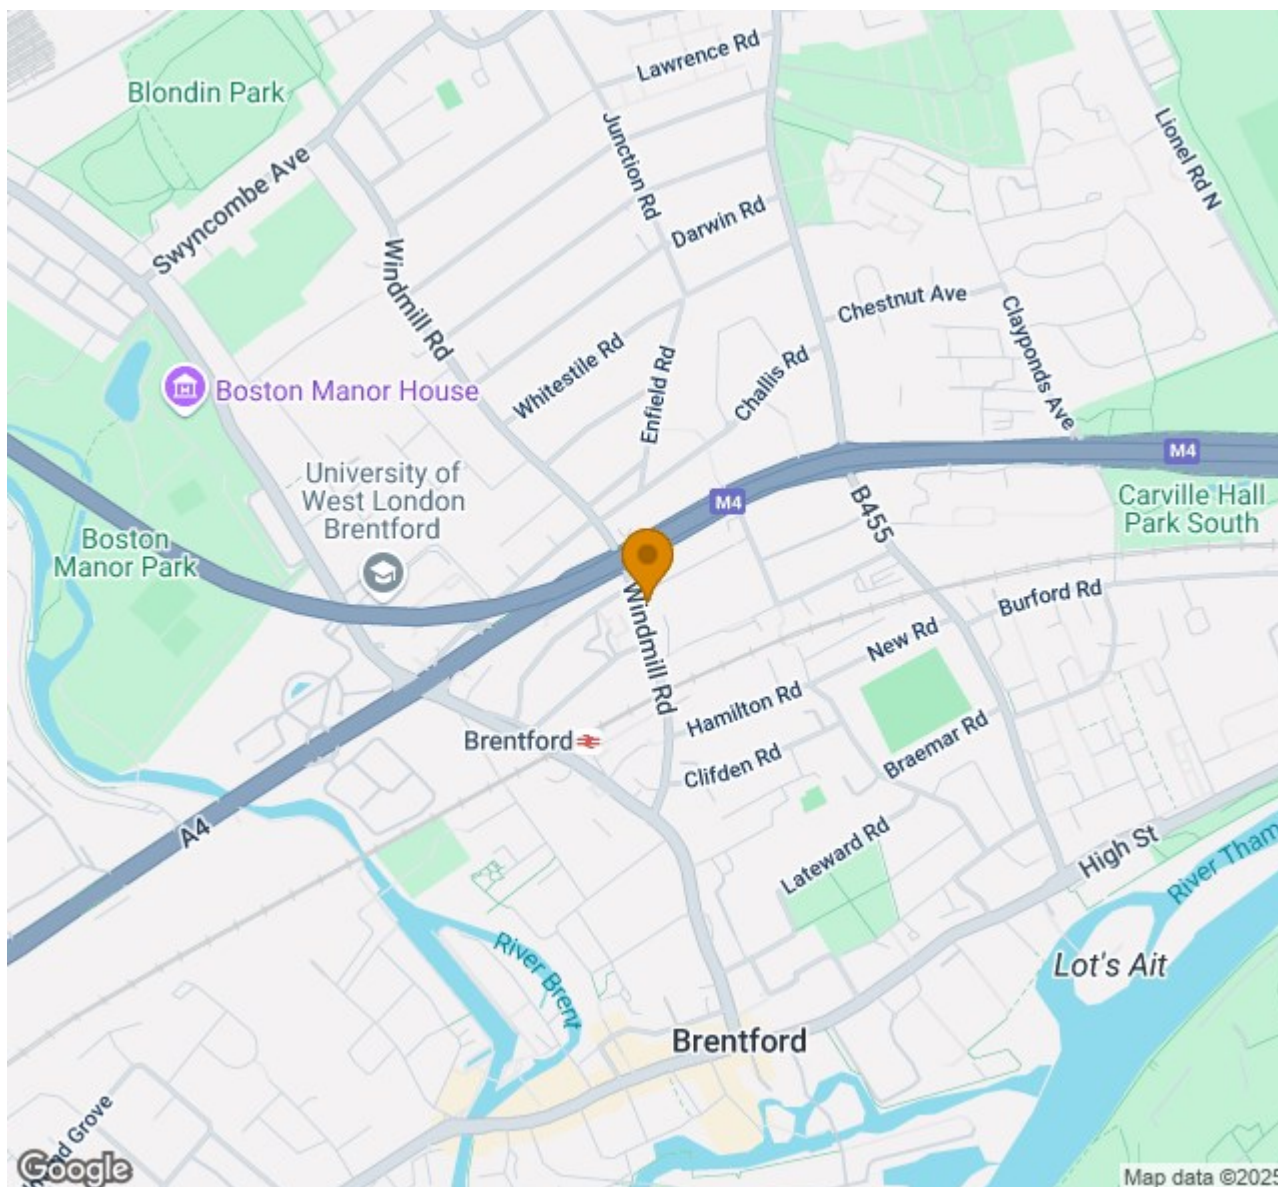 Lawrence Rd
Blondin Park
Junction Rd
Lionel Rd N
Swyncombe Ave
Darwin Rd
Windmill Rd
Chestnut Ave
Clayponds Ave
Whitestile Rd
Enfield Rd
Challis Rd
Boston Manor House
M4
University of
West London
Brentford
M4
B455
Carville Hall
Park South
Boston
Manor Park
Windmill Rd
Burford Rd
New Rd
Hamilton Rd
Brentford
Clifden Rd
Braemar Rd
A4
Lateward Rd
High St
River Tham
River Brent
Lot's Ait
Brentford
nd Grove
Google
Map data ©2025